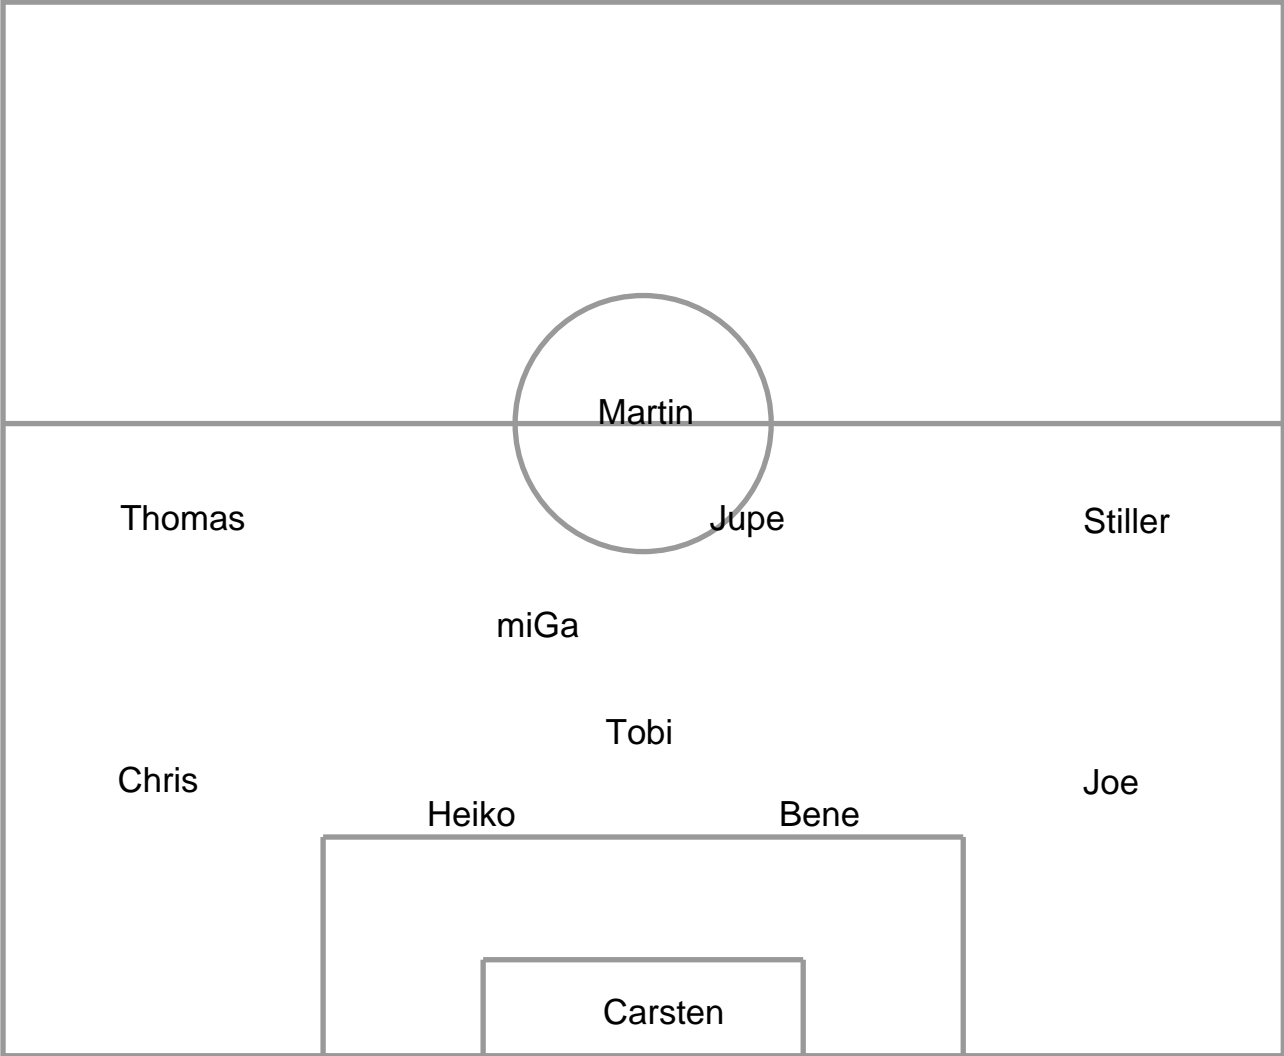 Martin
Thomas
Jupe
Stiller
miGa
Tobi
Chris
Joe
Heiko
Bene
Carsten